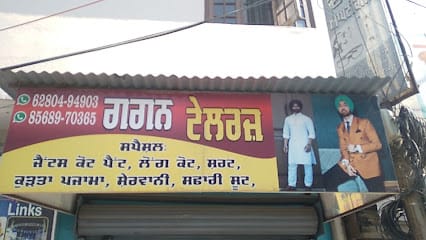 62804-94903
85689-70365
ਗਗਨ ਟੇਲਰਜ਼
ਸਪੈਸ਼ਲ:
ਜੈਂਟਸ ਕੋਟ ਪੈਂਟ, ਲੌਂਗ ਕੋਟ, ਸ਼ਰਟ,
ਕੁੜਤਾ ਪਜਾਮਾ, ਸ਼ੇਰਵਾਨੀ, ਸਫਾਰੀ ਸੂਟ,
Links